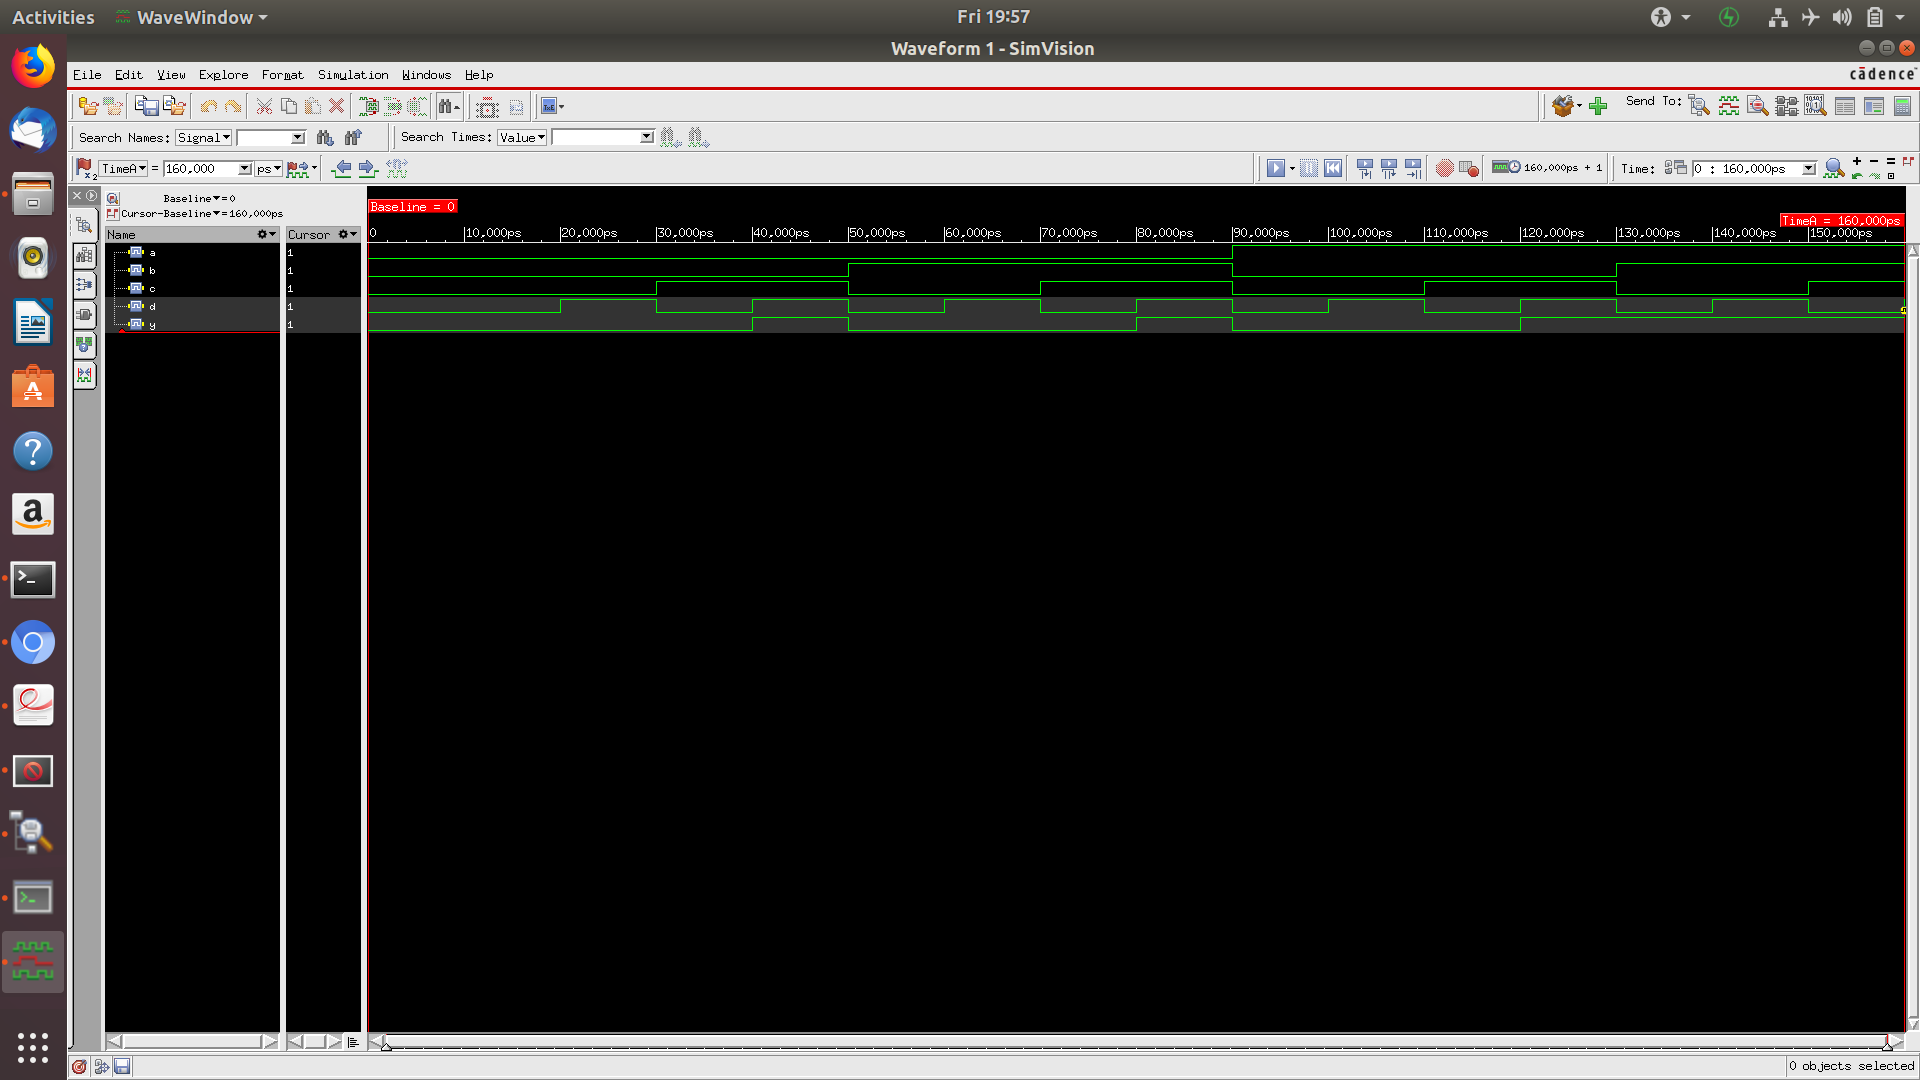 Activities WaveWindow Fri 19:57
Waveform 1 - SimVision
File Edit View Explore Format Simulation Windows Help cādence
Send To:
Search Names: Signal Search Times: Value
TimeA = 160,000 ps 160,000ps + 1 Time: 0 : 160,000ps
Baseline = 0
Cursor-Baseline = 160,000ps
Baseline = 0
TimeA = 160,000ps
Name Cursor 0 10,000ps 20,000ps 30,000ps 40,000ps 50,000ps 60,000ps 70,000ps 80,000ps 90,000ps 100,000ps 110,000ps 120,000ps 130,000ps 140,000ps 150,000ps
a 1
b 1
c 1
d 1
y 1
0 objects selected